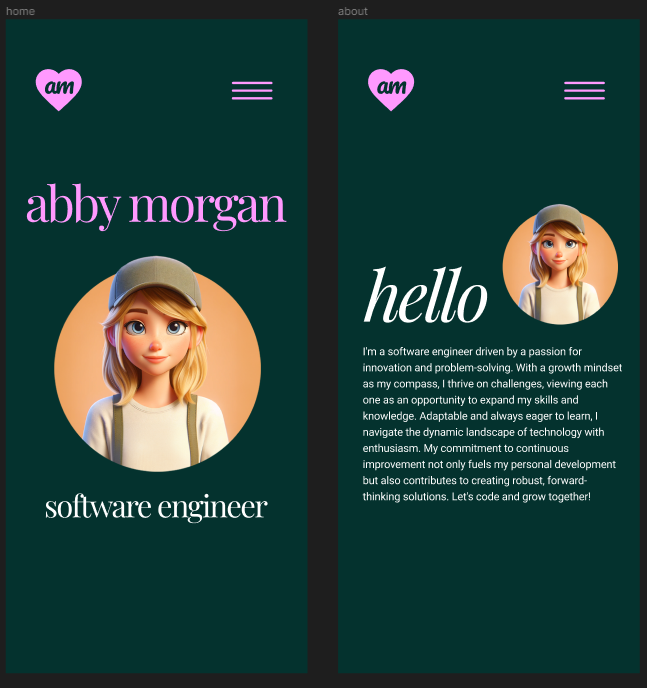 home
am
abby morgan
software engineer
about
am
hello
I'm a software engineer driven by a passion for
innovation and problem-solving. With a growth mindset
as my compass, I thrive on challenges, viewing each
one as an opportunity to expand my skills and
knowledge. Adaptable and always eager to learn, I
navigate the dynamic landscape of technology with
enthusiasm. My commitment to continuous
improvement not only fuels my personal development
but also contributes to creating robust, forward-
thinking solutions. Let's code and grow together!